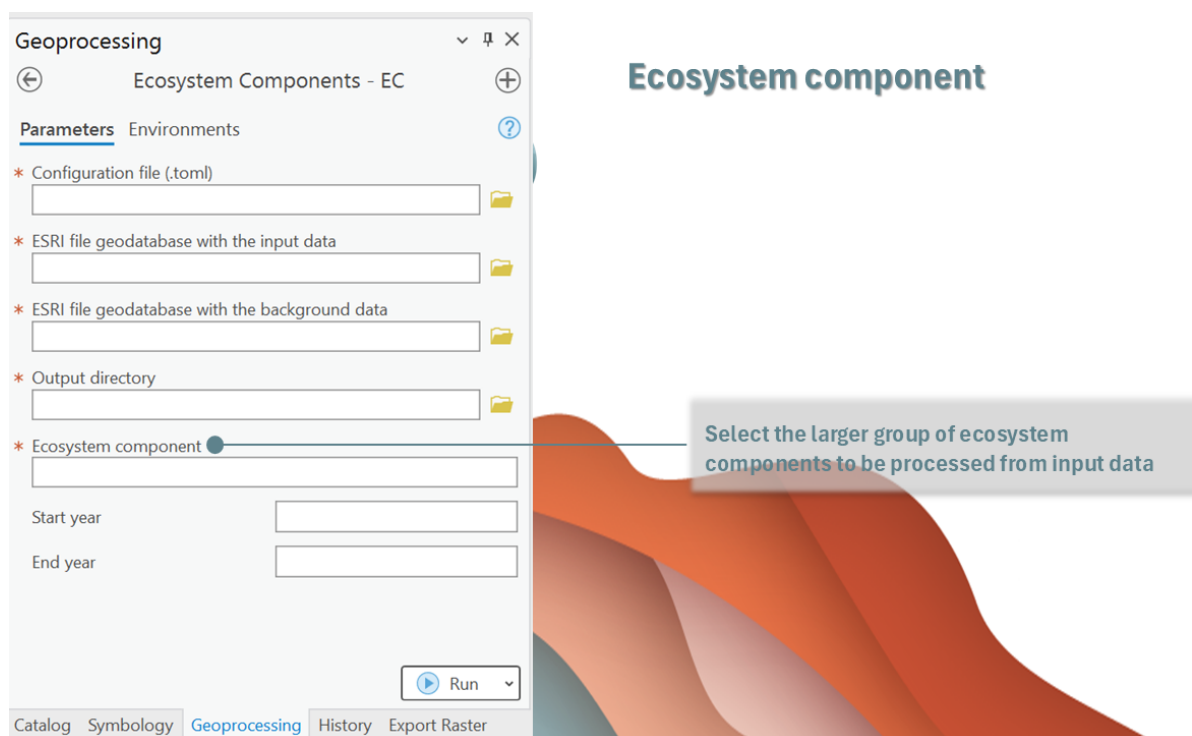 Geoprocessing
Ecosystem Components - EC
Parameters Environments
* Configuration file (.toml)
* ESRI file geodatabase with the input data
* ESRI file geodatabase with the background data
* Output directory
* Ecosystem component
Start year
End year
Run
Catalog Symbology Geoprocessing History Export Raster
Ecosystem component
Select the larger group of ecosystem
components to be processed from input data